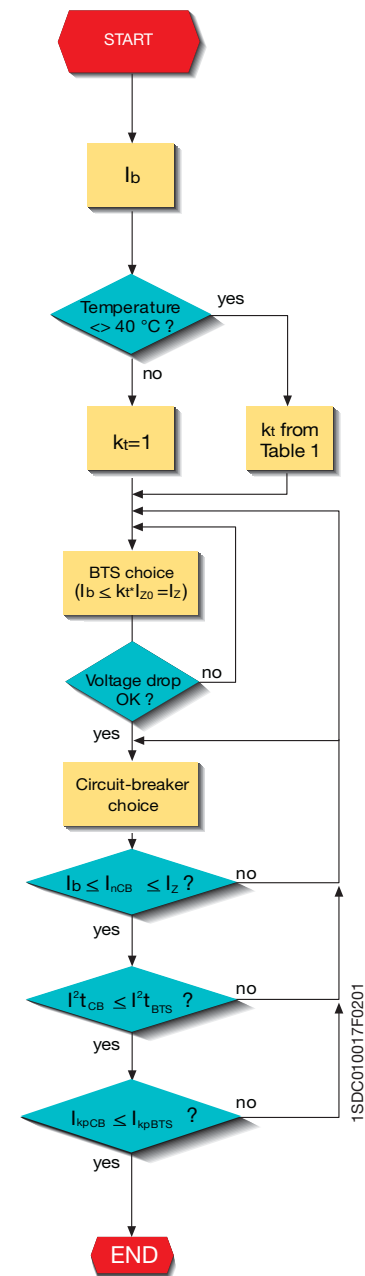 START
Ib
Temperature
<> 40 °C ?
yes
no
kt=1
kt from
Table 1
BTS choice
(Ib ≤ kt*IZ0 =IZ)
Voltage drop
OK ?
no
yes
Circuit-breaker
choice
Ib ≤ InCB ≤ IZ ?
no
yes
I²tCB ≤ I²tBTS ?
no
yes
IkpCB ≤ IkpBTS ?
no
yes
END
1SDC010017F0201